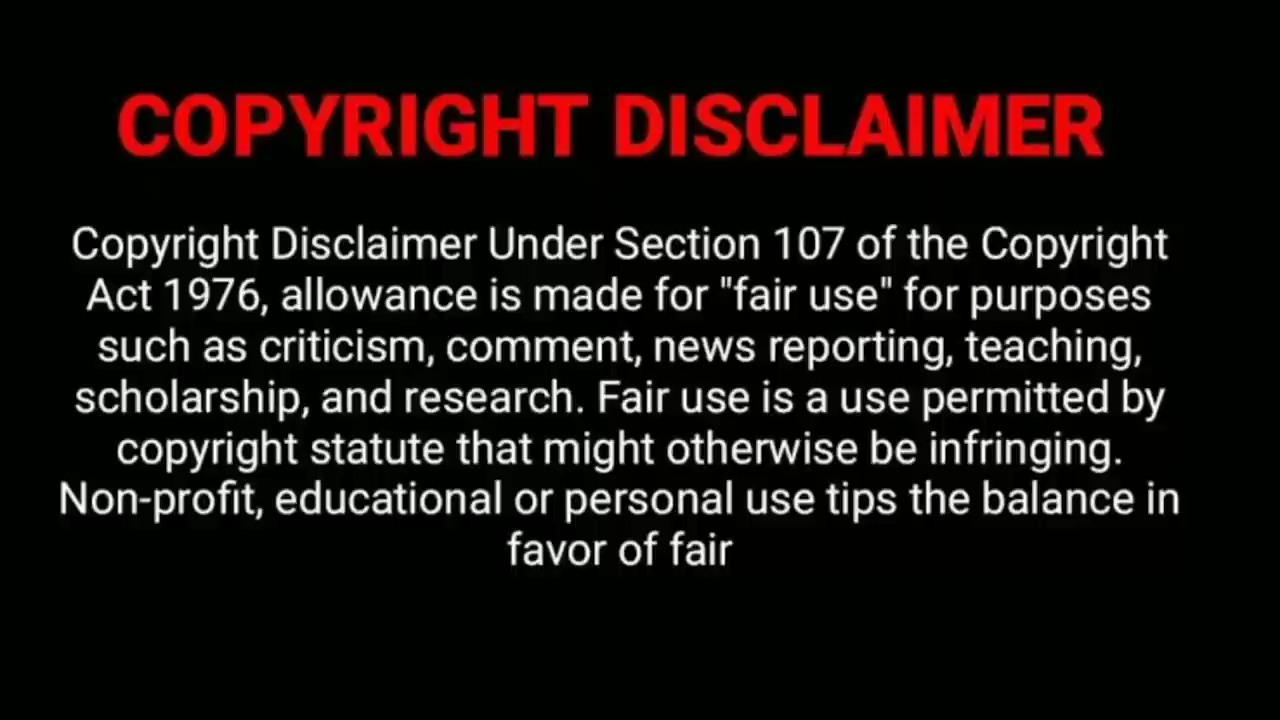 COPYRIGHT DISCLAIMER
Copyright Disclaimer Under Section 107 of the Copyright
Act 1976, allowance is made for "fair use" for purposes
such as criticism, comment, news reporting, teaching,
scholarship, and research. Fair use is a use permitted by
copyright statute that might otherwise be infringing.
Non-profit, educational or personal use tips the balance in
favor of fair